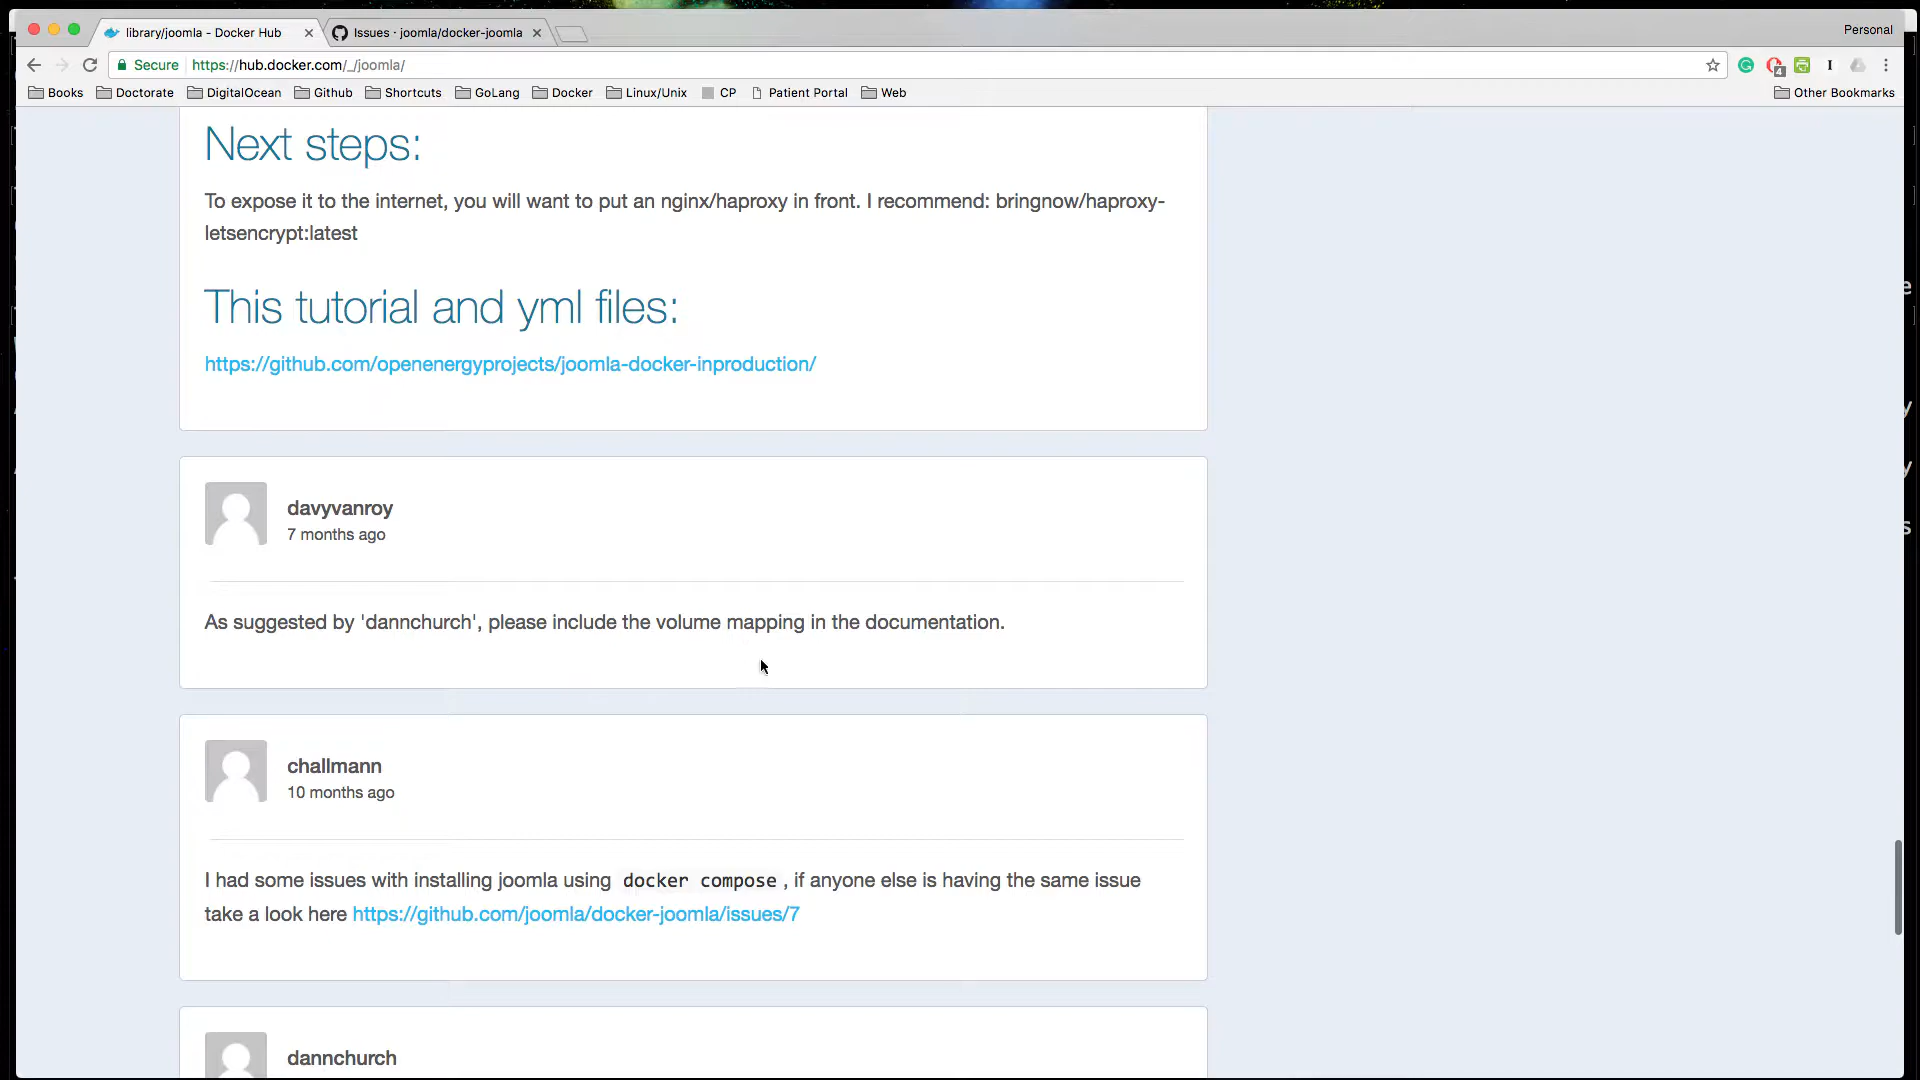 library/joomla - Docker Hub
Issues · joomla/docker-joomla
Personal
Secure https://hub.docker.com/_/joomla/
4
I
Books Doctorate DigitalOcean Github Shortcuts GoLang Docker Linux/Unix CP Patient Portal Web Other Bookmarks
Next steps:
To expose it to the internet, you will want to put an nginx/haproxy in front. I recommend: bringnow/haproxy-
letsencrypt:latest
This tutorial and yml files:
https://github.com/openenergyprojects/joomla-docker-inproduction/
davyvanroy
7 months ago
As suggested by 'dannchurch', please include the volume mapping in the documentation.
challmann
10 months ago
I had some issues with installing joomla using docker compose , if anyone else is having the same issue
take a look here https://github.com/joomla/docker-joomla/issues/7
dannchurch